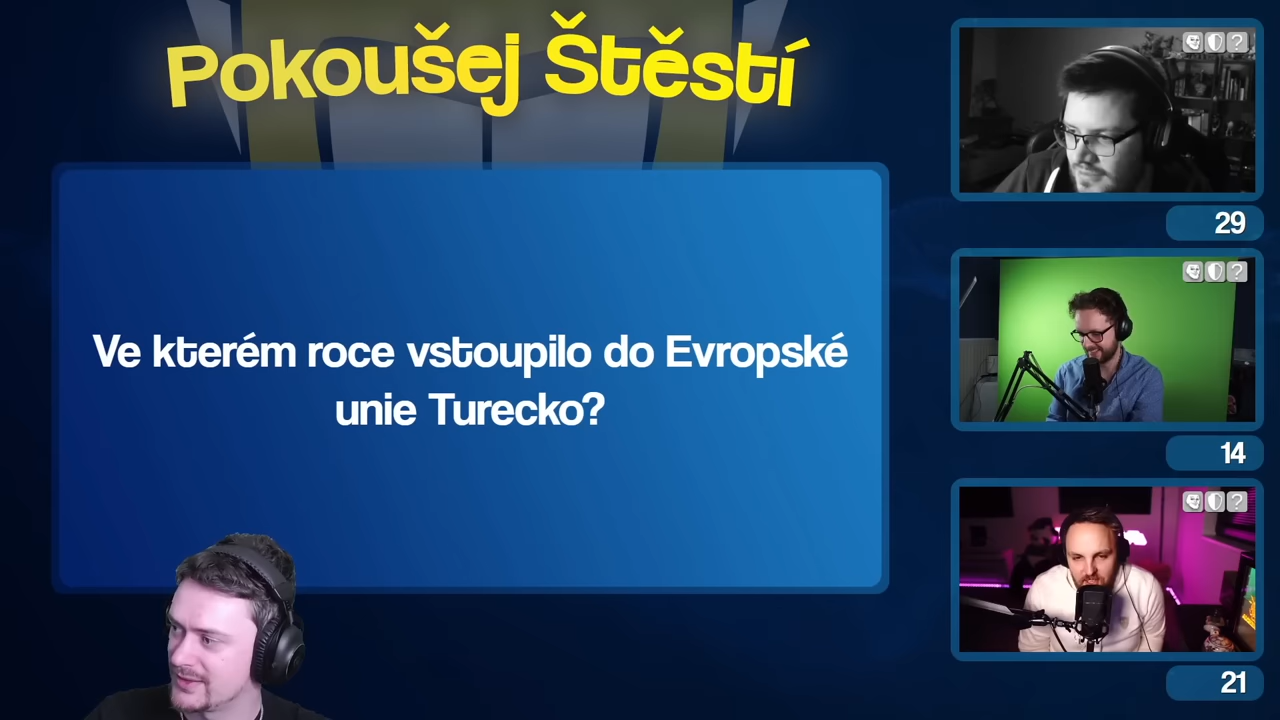 Pokoušej Štěstí
Ve kterém roce vstoupilo do Evropské
unie Turecko?
29
14
21